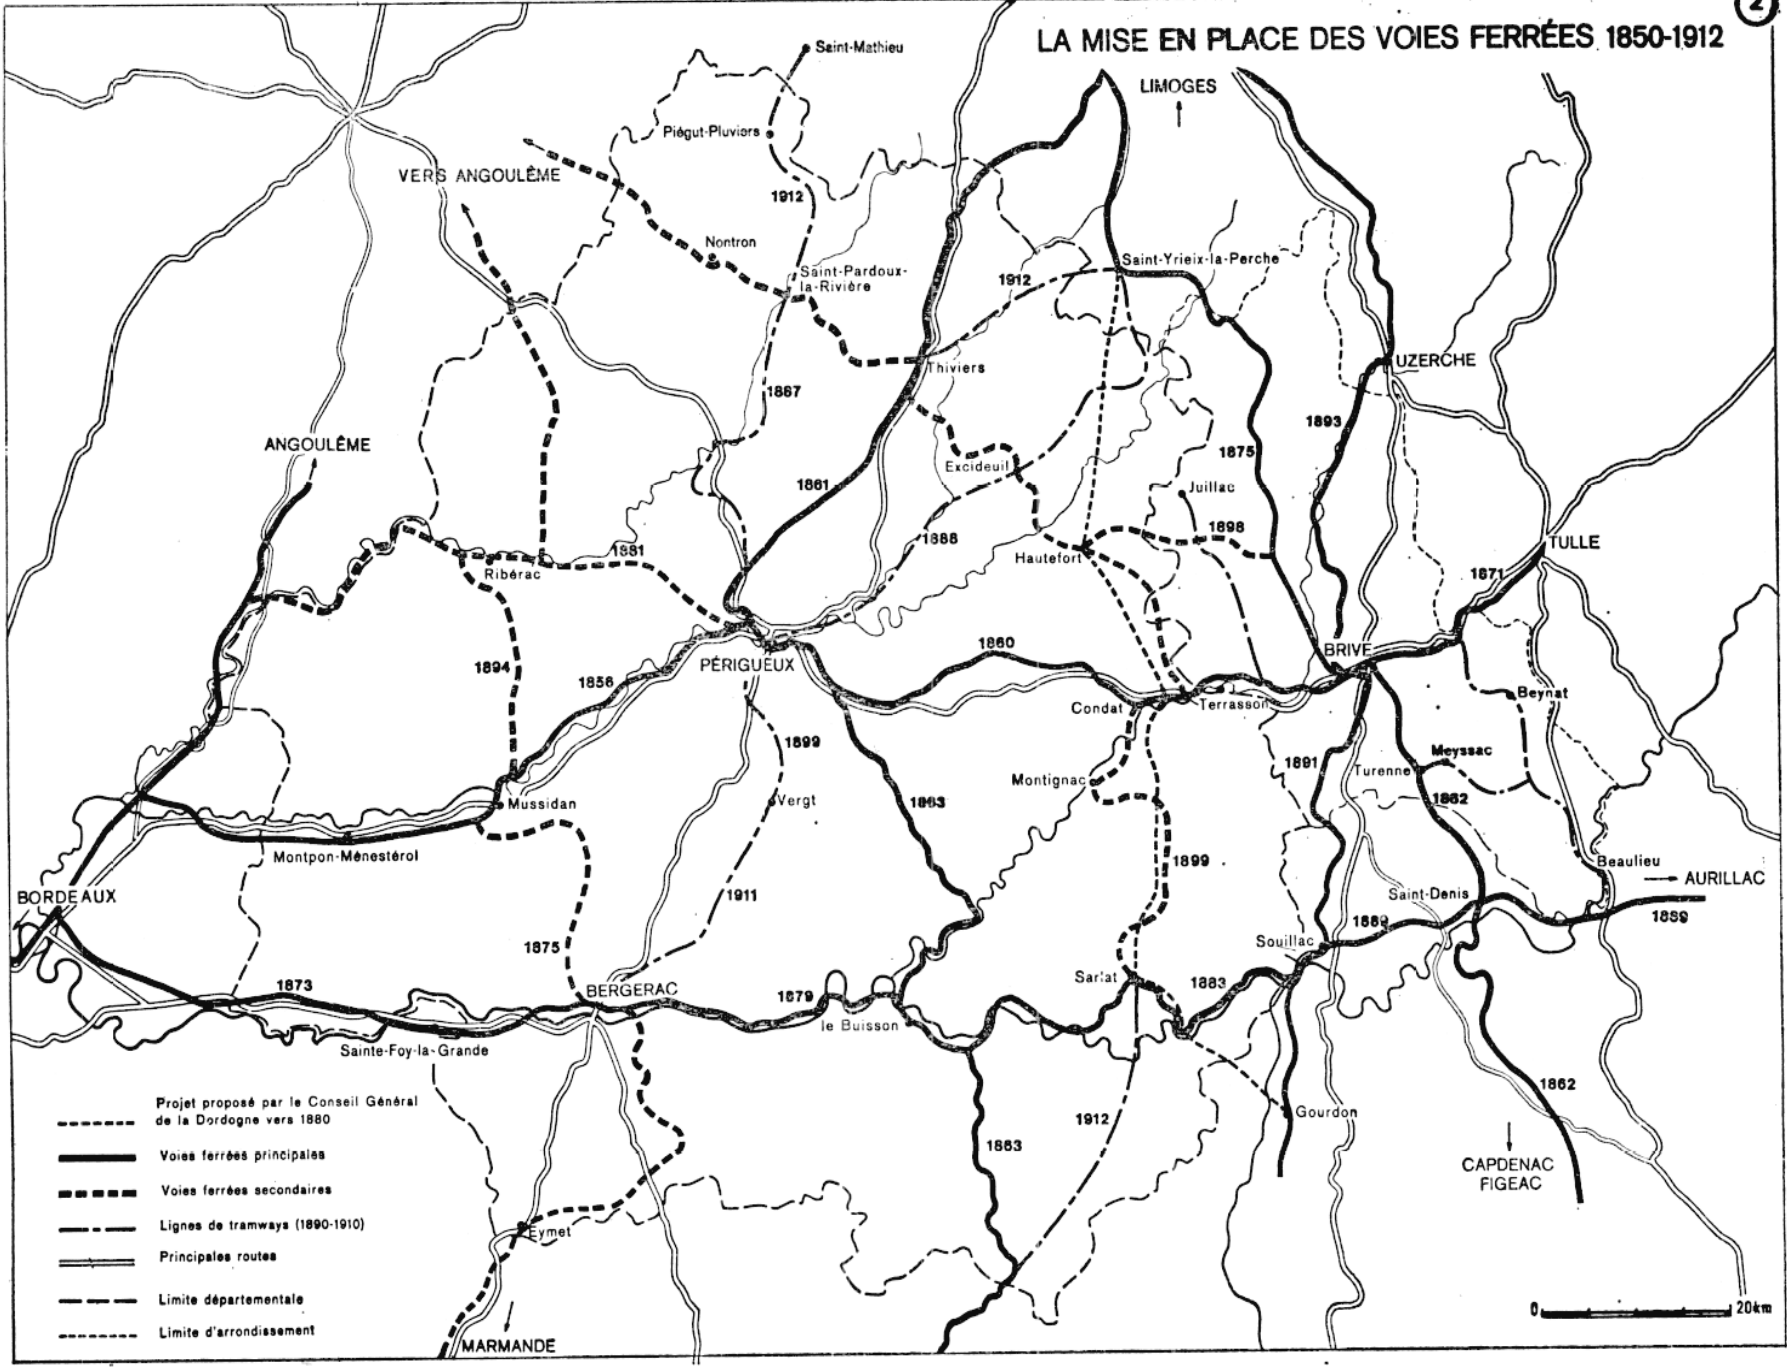 2
LA MISE EN PLACE DES VOIES FERRÉES 1850-1912
Saint-Mathieu
LIMOGES
Piégut-Pluviers
VERS ANGOULÊME
1912
Nontron
Saint-Pardoux-
la-Rivière
1912
Saint-Yrieix-la-Perche
Thiviers
UZERCHE
1867
1893
ANGOULÊME
1875
Excideuil
1861
Juillac
1898
1888
TULLE
Hautefort
1881
Ribérac
1871
1860
BRIVE
PÉRIGUEUX
1894
1858
Beynat
Condat
Terrasson
1899
Meyssac
1891
Turenne
Montignac
1862
Mussidan
Vergt
1863
Montpon-Ménestérol
1899
Beaulieu
AURILLAC
BORDEAUX
1911
Saint-Denis
1889
1889
1875
Souillac
Sarlat
1883
1873
BERGERAC
1879
le Buisson
Sainte-Foy-la-Grande
1862
Gourdon
1912
1863
CAPDENAC
FIGEAC
Eymet
MARMANDE
Projet proposé par le Conseil Général
de la Dordogne vers 1880
Voies ferrées principales
Voies ferrées secondaires
Lignes de tramways (1890-1910)
Principales routes
Limite départementale
Limite d'arrondissement
0 20km